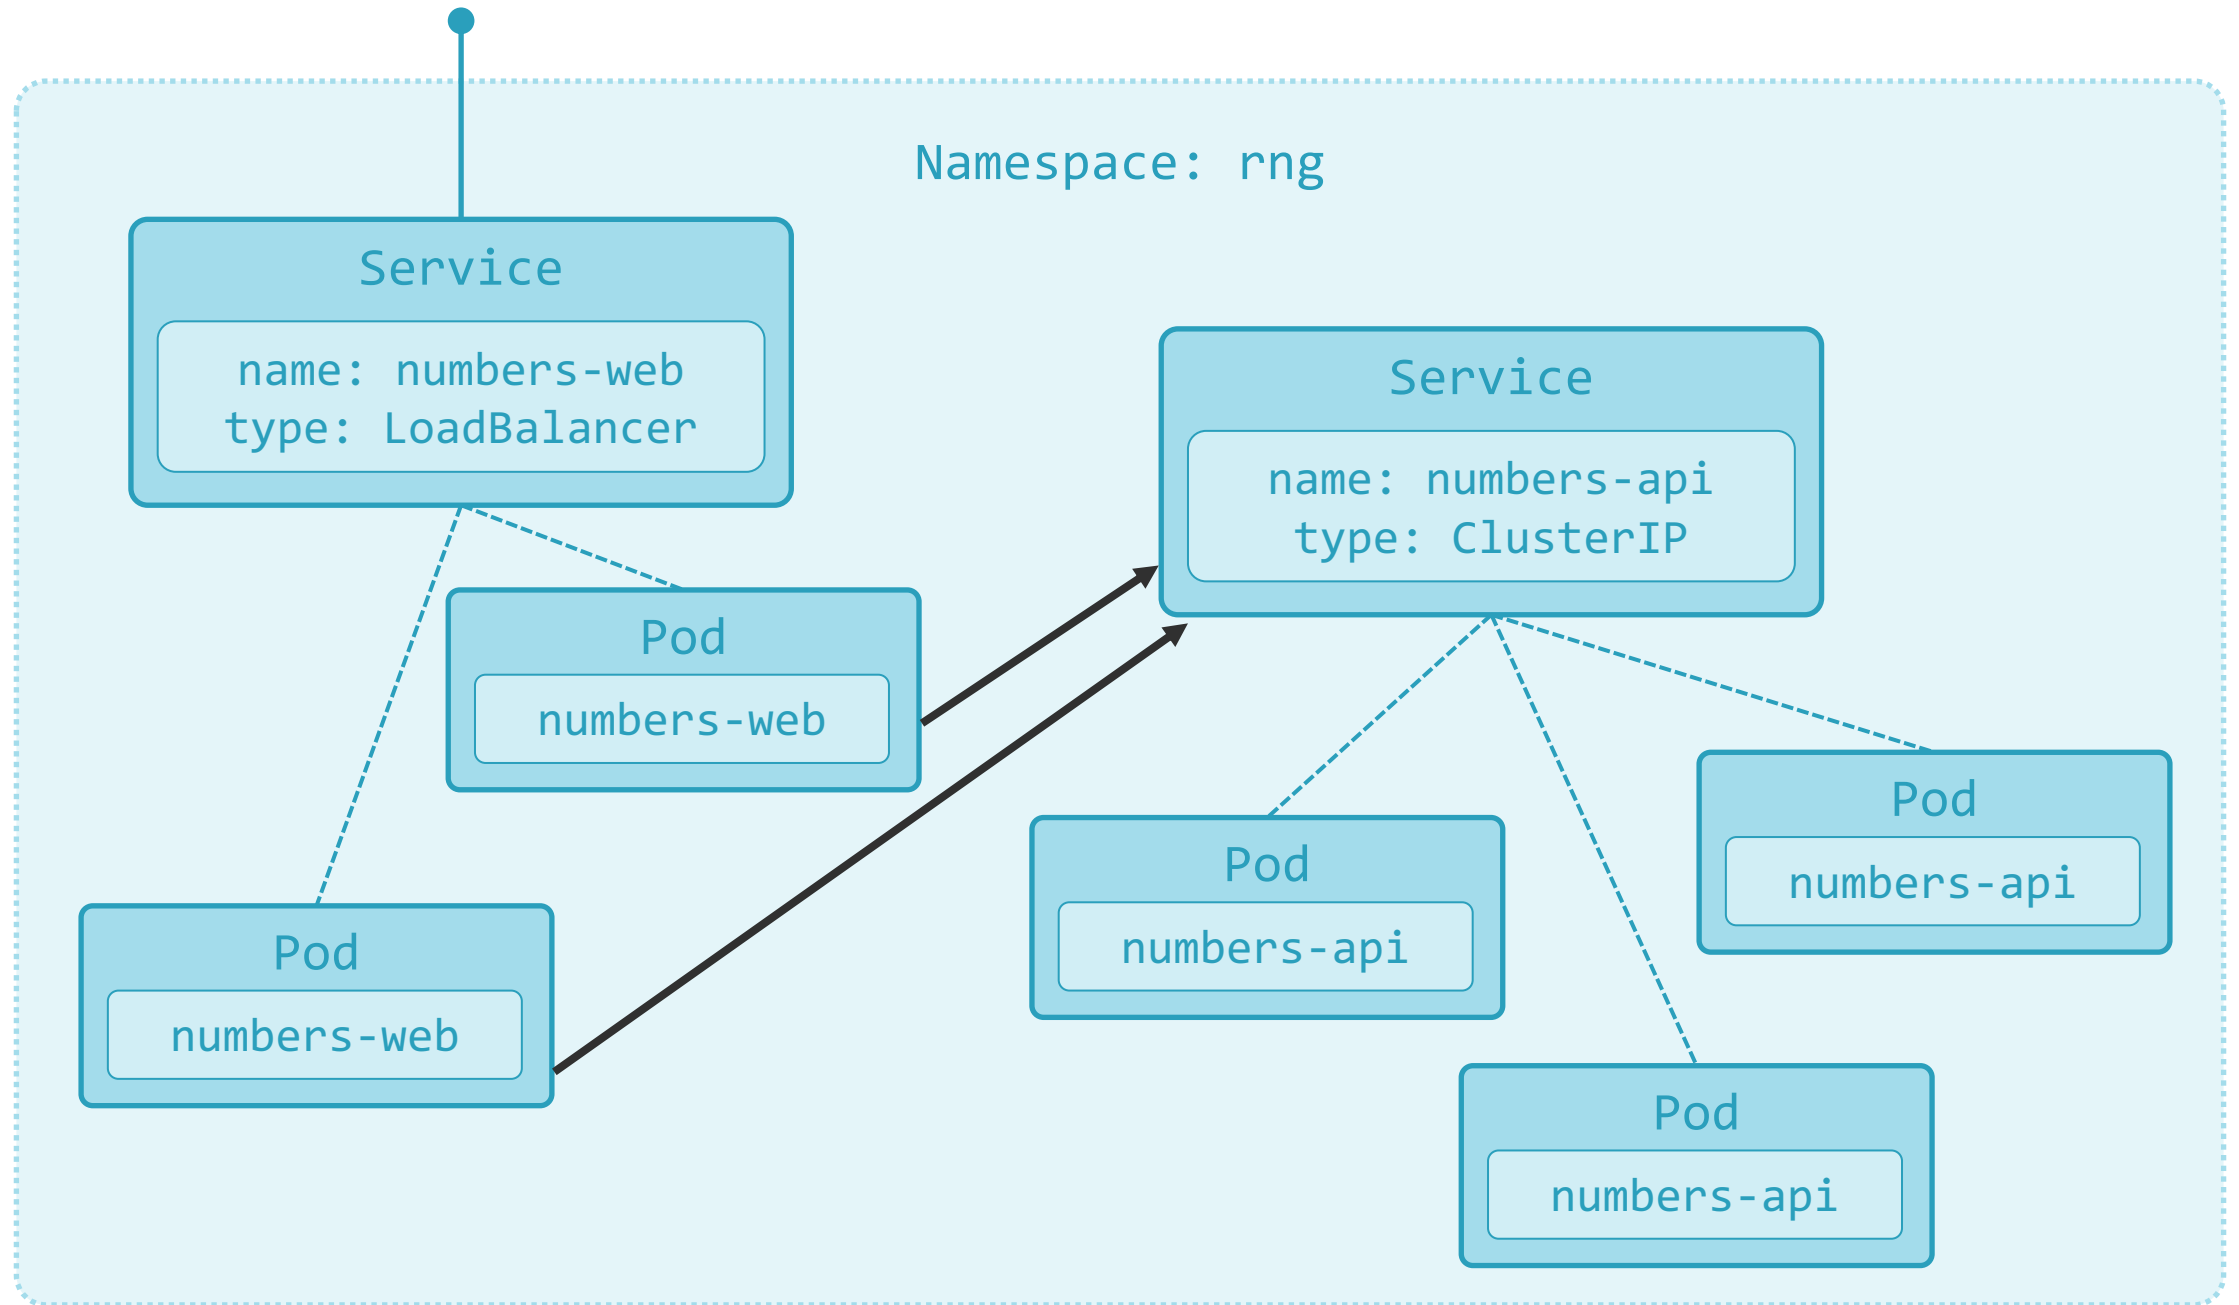 Namespace: rng
Service
name: numbers-web
type: LoadBalancer
Service
name: numbers-api
type: ClusterIP
Pod
numbers-web
Pod
numbers-web
Pod
numbers-api
Pod
numbers-api
Pod
numbers-api